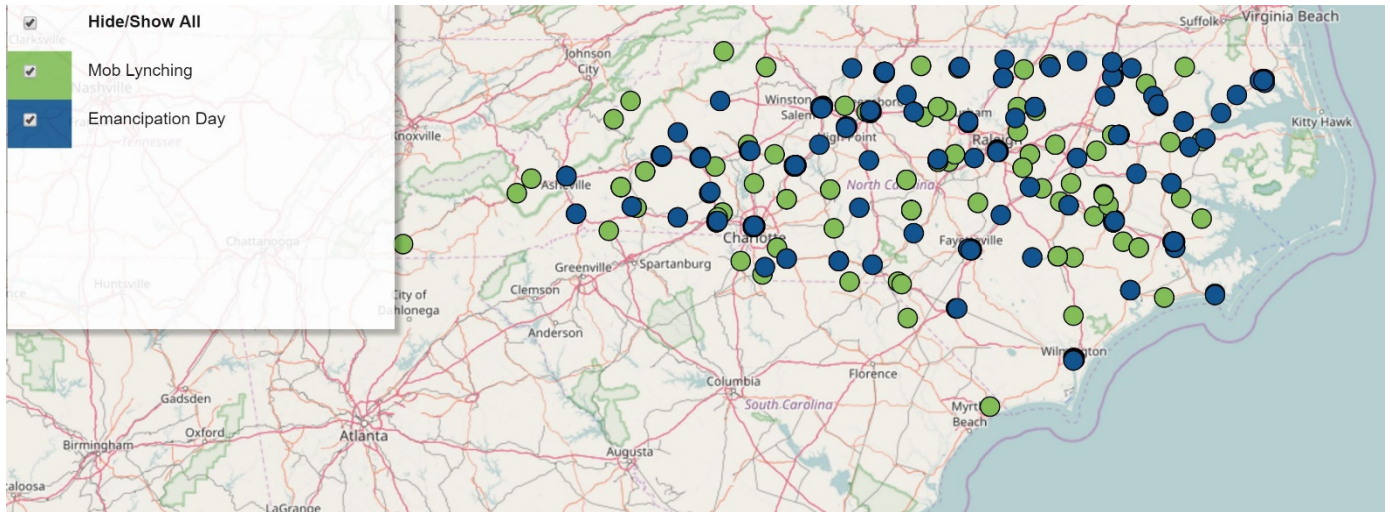 Hide/Show All
Mob Lynching
Emancipation Day
Clarksville
Nashville
Tennessee
Chattanooga
Huntsville
Suffolk
Virginia Beach
Johnson
City
Knoxville
Winston
Salem
High Point
Durham
Raleigh
Kitty Hawk
Asheville
North Carolina
Charlotte
Fayetteville
Greenville
Spartanburg
Clemson
City of
Dahlonega
Anderson
Wilmington
Columbia
Florence
South Carolina
Myrtle
Beach
Gadsden
Oxford
Atlanta
Birmingham
Augusta
LaGrange